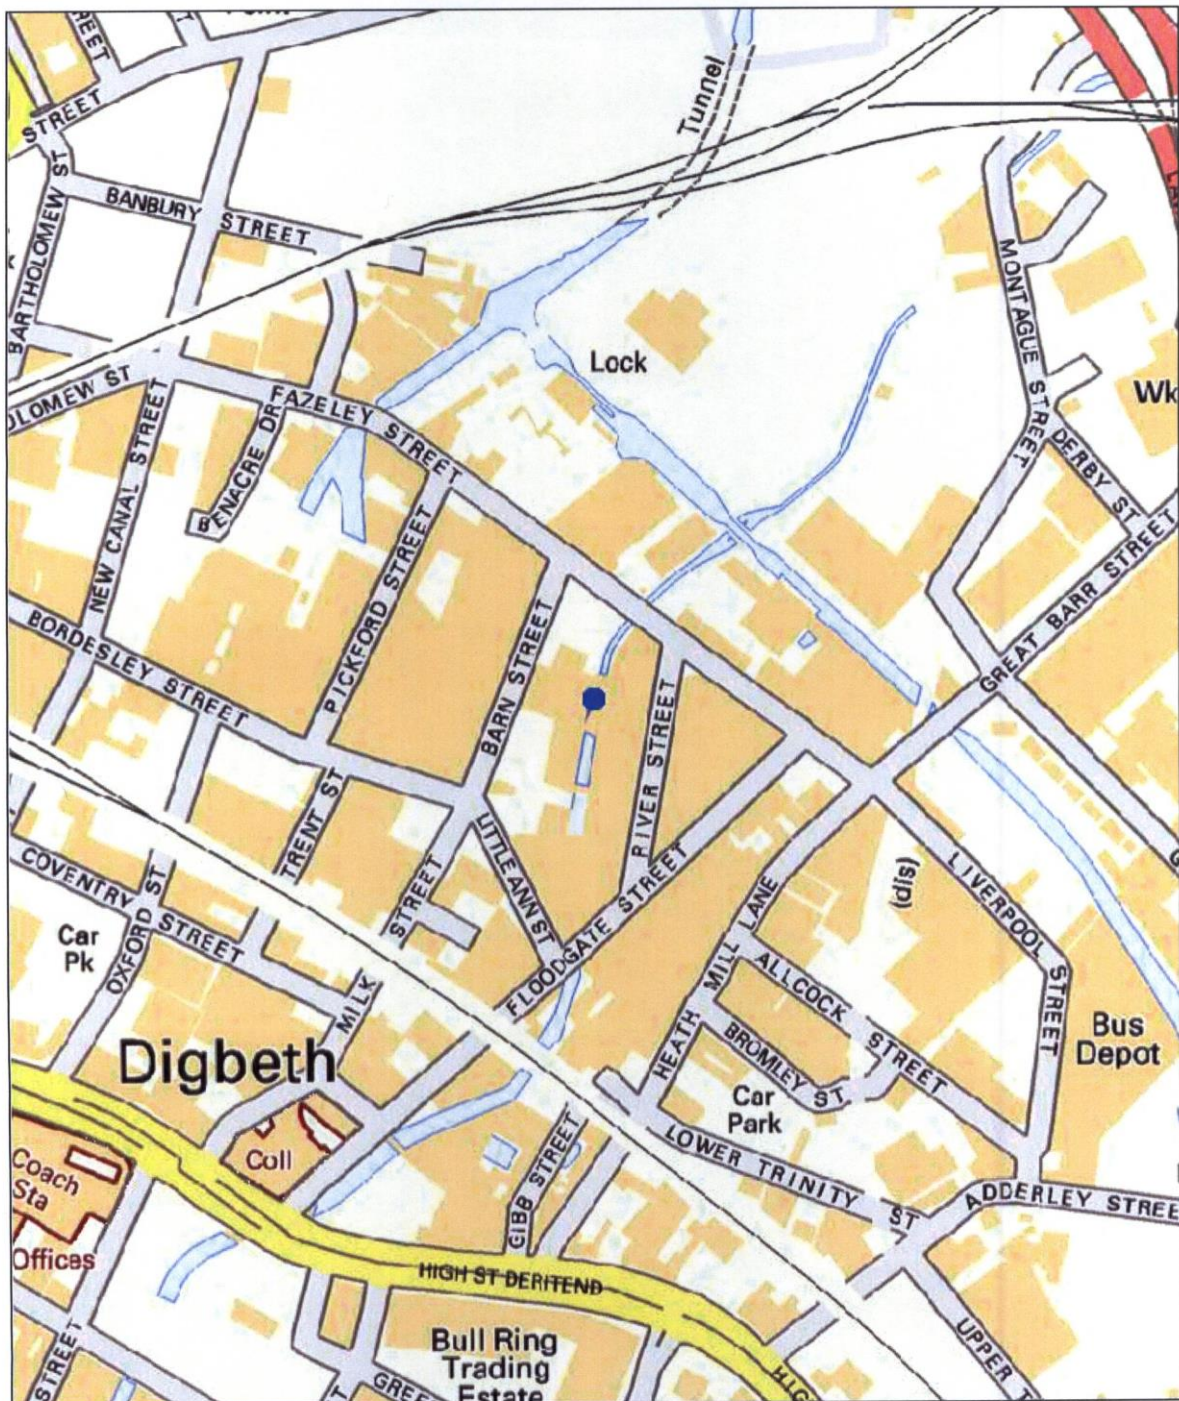 STREET
STREET
Tunnel
BANBURY STREET
BARTHOLOMEW ST
MONTAGUE STREET
Lock
Wk
OLOMEW ST
FAZELEY STREET
BENACRE DR
NEW CANAL STREET
DERBY ST
PICKFORD STREET
GREAT BARR STREET
BORDESLEY STREET
BARN STREET
RIVER STREET
TRENT ST
LITTLE ANN ST
COVENTRY STREET
OXFORD ST
MILK STREET
FLOODGATE STREET
(dis)
LIVERPOOL STREET
HEATH MILL LANE
ALLCOCK STREET
BROMLEY ST
Car
Pk
Digbeth
Car
Park
Bus
Depot
Coll
Coach
Sta
Offices
GIBB STREET
LOWER TRINITY ST
ADDERLEY STREE
HIGH ST DERITEND
Bull Ring
Trading
Estate
UPPER T
HIG
STREET
GREE